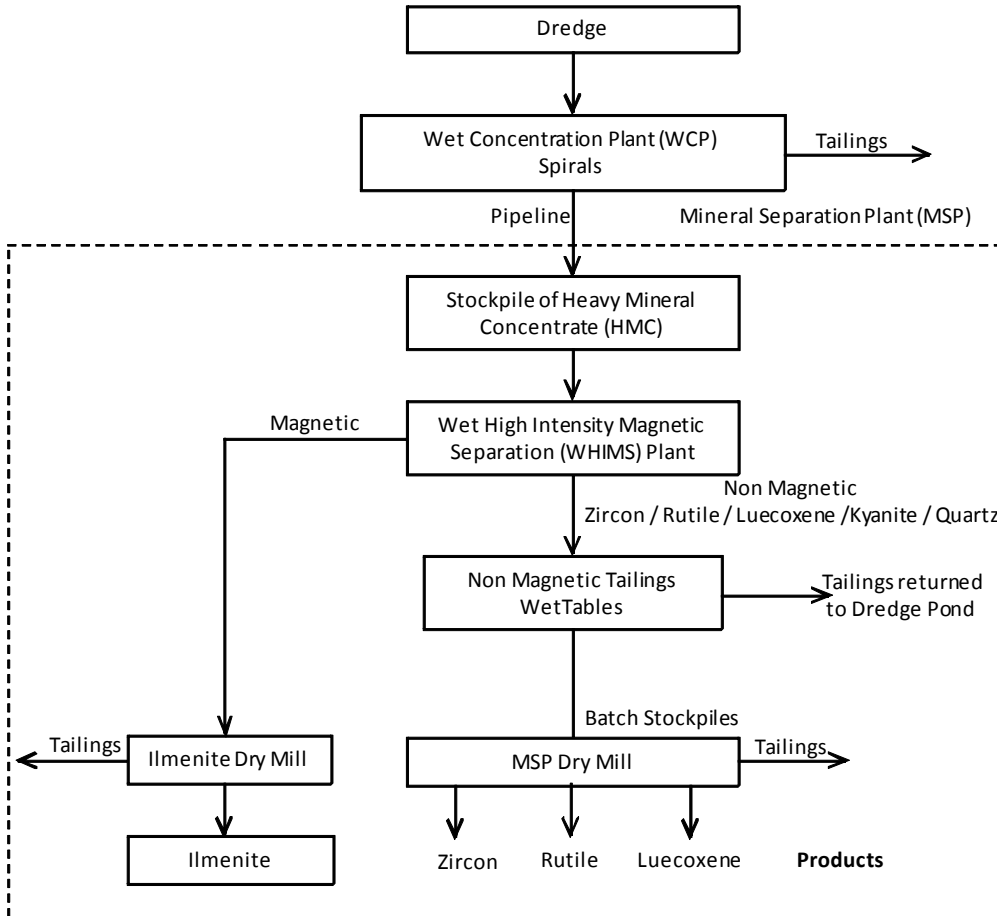 Dredge
Wet Concentration Plant (WCP)
Spirals
Tailings
Pipeline
Mineral Separation Plant (MSP)
Stockpile of Heavy Mineral
Concentrate (HMC)
Magnetic
Wet High Intensity Magnetic
Separation (WHIMS) Plant
Non Magnetic
Zircon / Rutile / Luecoxene /Kyanite / Quartz
Non Magnetic Tailings
WetTables
Tailings returned
to Dredge Pond
Batch Stockpiles
Tailings
Ilmenite Dry Mill
MSP Dry Mill
Tailings
Ilmenite
Zircon
Rutile
Luecoxene
Products